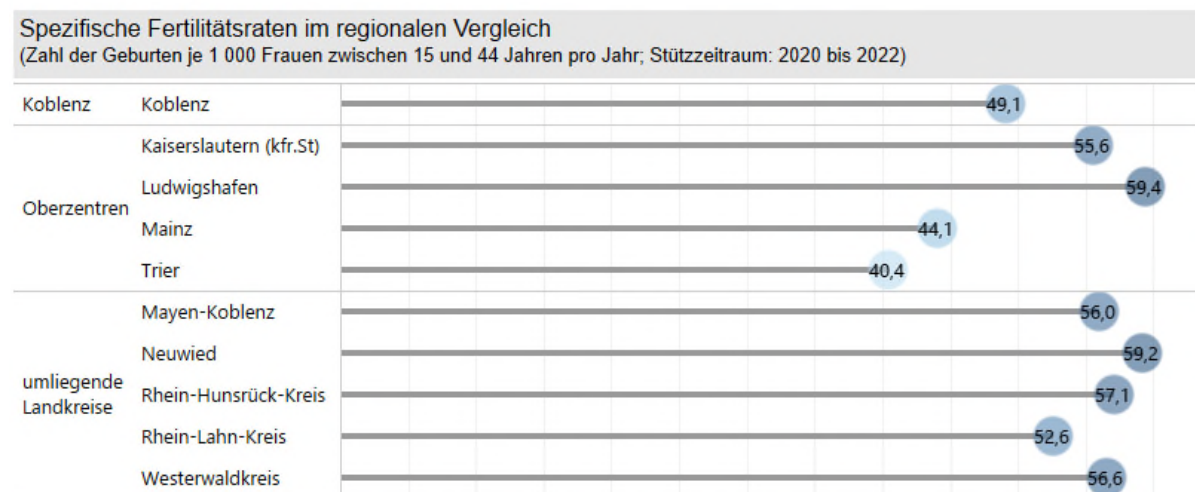 Spezifische Fertilitätsraten im regionalen Vergleich
(Zahl der Geburten je 1 000 Frauen zwischen 15 und 44 Jahren pro Jahr; Stützzeitraum: 2020 bis 2022)
Koblenz Koblenz 49,1
Oberzentren
Kaiserslautern (kfr.St) 55,6
Ludwigshafen 59,4
Mainz 44,1
Trier 40,4
umliegende
Landkreise
Mayen-Koblenz 56,0
Neuwied 59,2
Rhein-Hunsrück-Kreis 57,1
Rhein-Lahn-Kreis 52,6
Westerwaldkreis 56,6